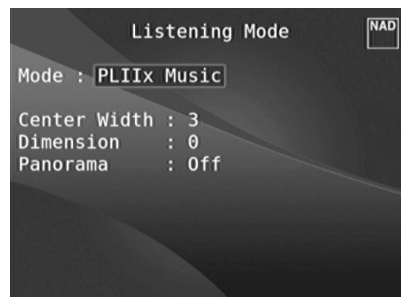 Listening Mode
NAD
Mode : PLIIx Music
Center Width : 3
Dimension : 0
Panorama : Off